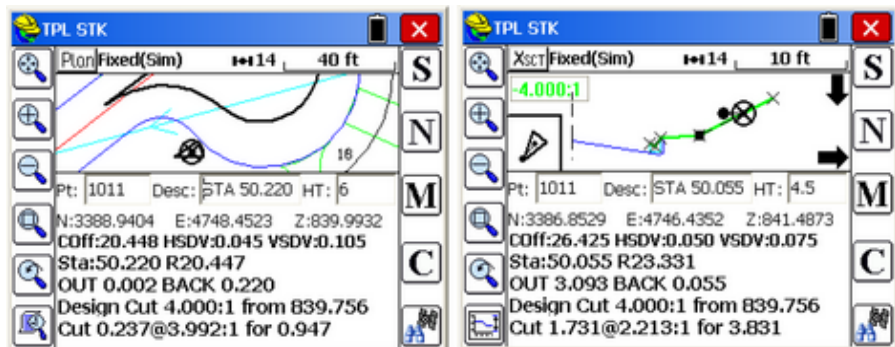 TPL STK
Plan Fixed(Sim) 14 40 ft
S
N
M
C
16
Pt: 1011 Desc: STA 50.220 HT: 6
N:3388.9404 E:4748.4523 Z:839.9932
COff:20.448 HSDV:0.045 VSDV:0.105
Sta:50.220 R20.447
OUT 0.002 BACK 0.220
Design Cut 4.000:1 from 839.756
Cut 0.237@3.992:1 for 0.947
TPL STK
XSCT Fixed(Sim) 14 10 ft
S
N
M
C
-4.000:1
Pt: 1011 Desc: STA 50.055 HT: 4.5
N:3386.8529 E:4746.4352 Z:841.4873
COff:26.425 HSDV:0.050 VSDV:0.075
Sta:50.055 R23.331
OUT 3.093 BACK 0.055
Design Cut 4.000:1 from 839.756
Cut 1.731@2.213:1 for 3.831